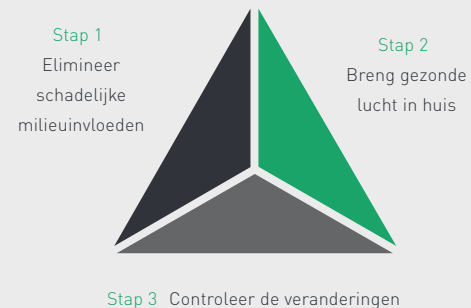 Stap 1
Elimineer
schadelijke
milieuinvloeden
Stap 2
Breng gezonde
lucht in huis
Stap 3 Controleer de veranderingen